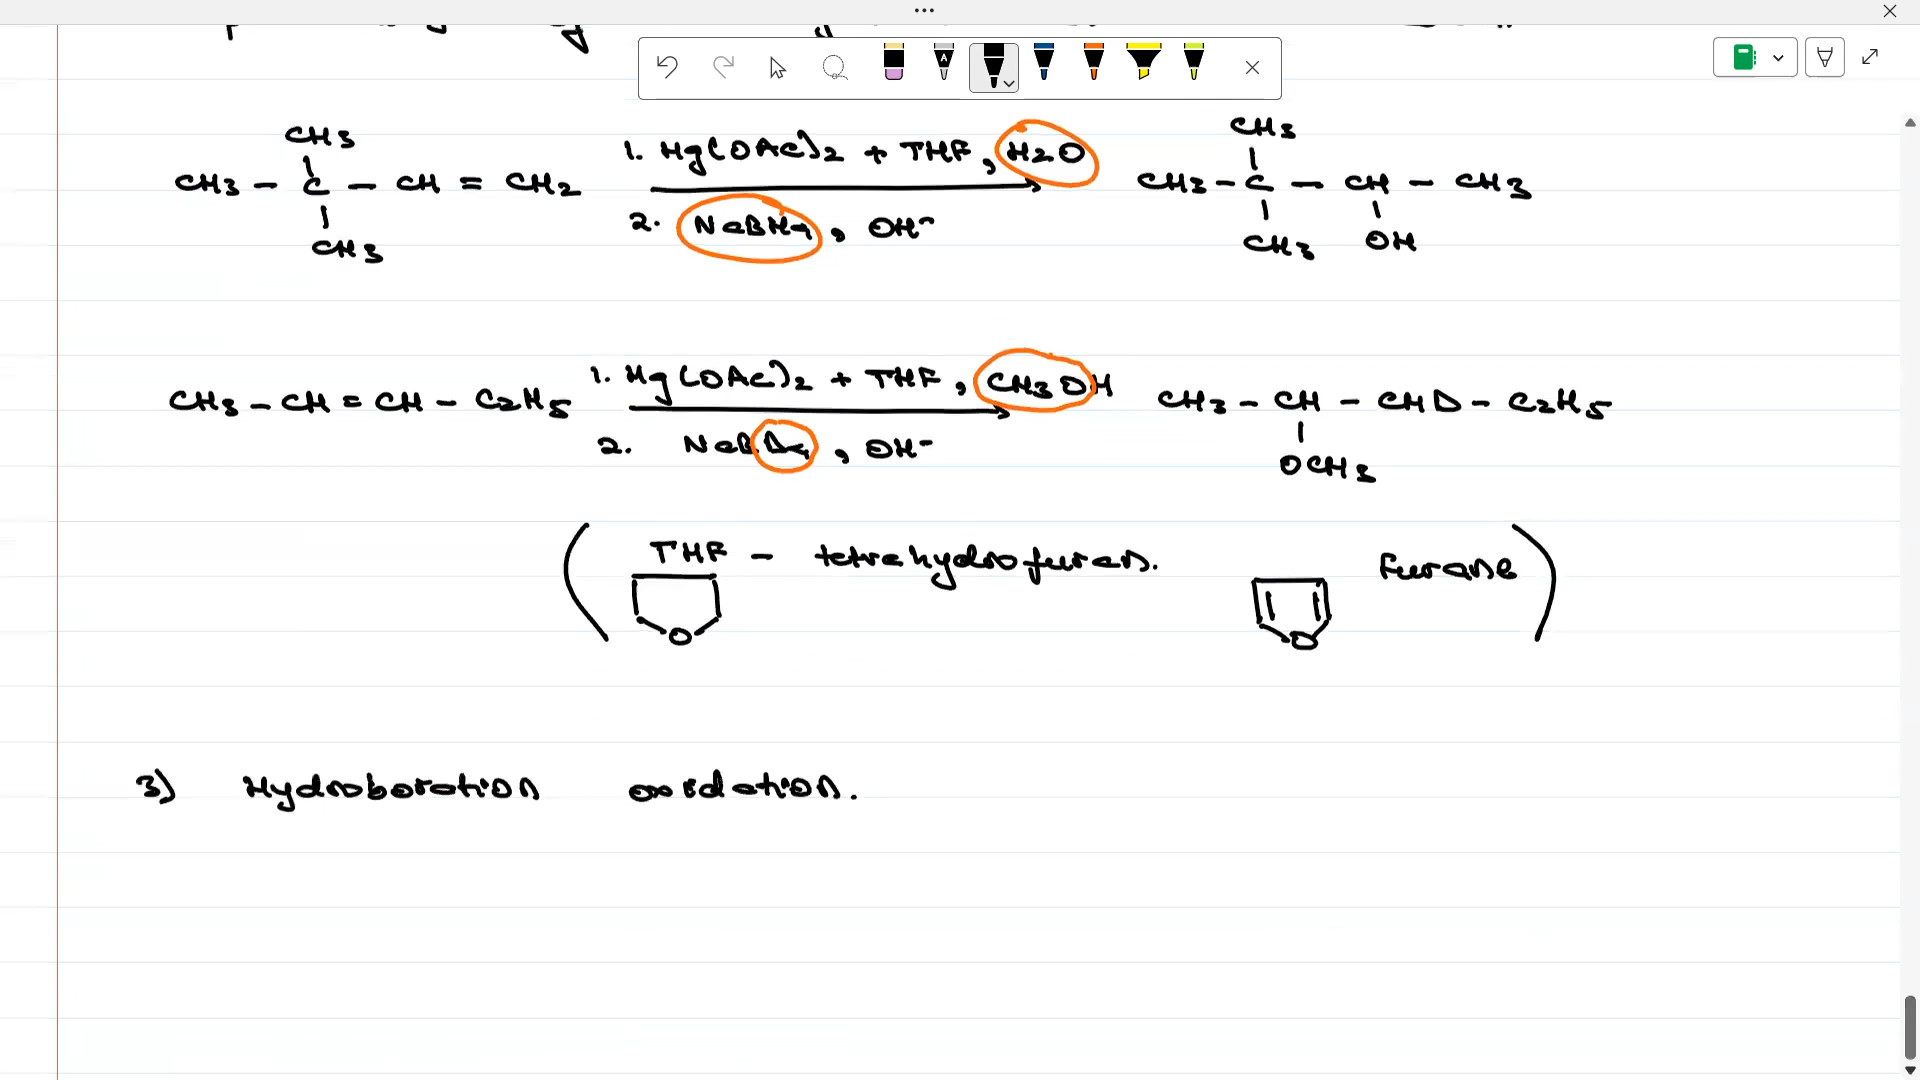 CH3
CH3 - C - CH = CH2
CH3
1. Hg(OAc)2 + THF, H2O
2. NaBH4, OH-
CH3
CH3 - C - CH - CH3
CH3 OH
CH3 - CH = CH - C2H5
1. Hg(OAc)2 + THF, CH3OH
2. NaBD4, OH-
CH3 - CH - CHD - C2H5
OCH3
( THF - tetrahydrofuran. furane )
O O
3) Hydroboration oxidation.